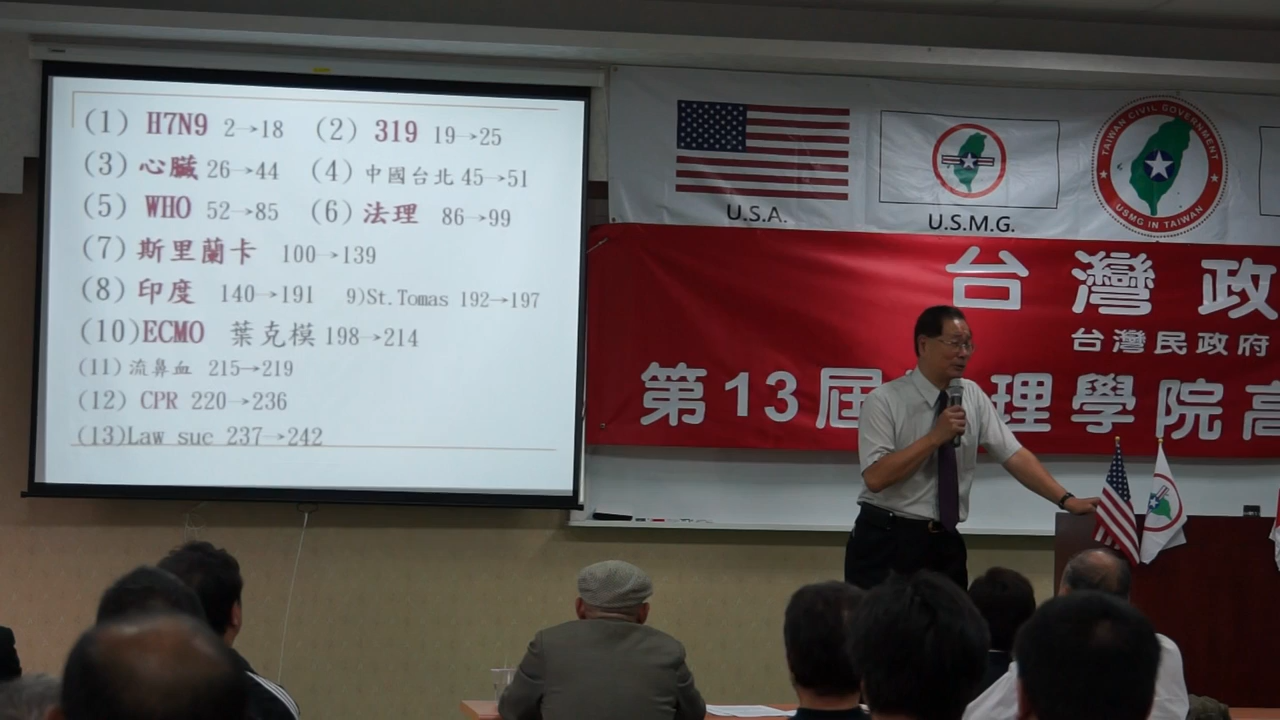 (1) H7N9 2→18 (2) 319 19→25
(3) 心臟 26→44 (4) 中國台北 45→51
(5) WHO 52→85 (6) 法理 86→99
(7) 斯里蘭卡 100→139
(8) 印度 140→191 9)St.Tomas 192→197
(10)ECMO 葉克模 198→214
(11) 流鼻血 215→219
(12) CPR 220→236
(13)Law sue 237→242
U.S.A.
U.S.M.G.
TAIWAN CIVIL GOVERNMENT
USMG IN TAIWAN
台灣政
台灣民政府
第13屆 理學院高